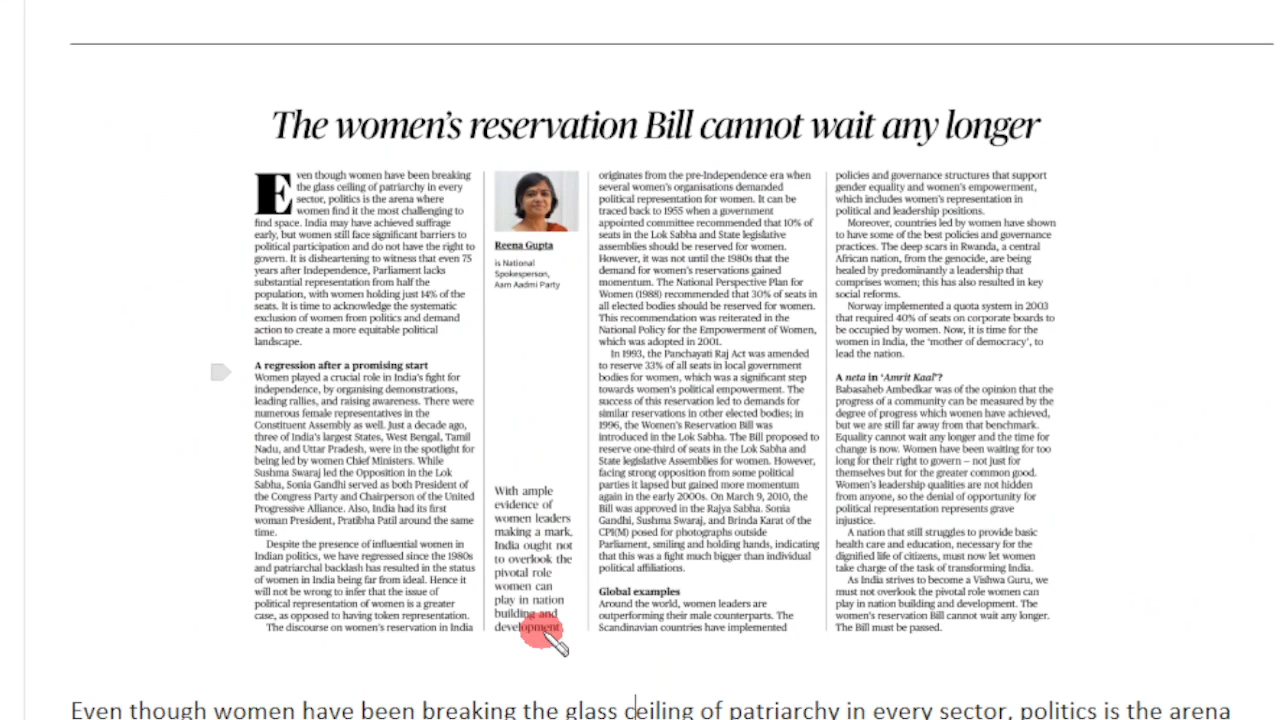 The women's reservation Bill cannot wait any longer
Even though women have been breaking
the glass ceiling of patriarchy in every
sector, politics is the arena where
women find it the most challenging to
find space. India may have achieved suffrage
early, but women still face significant barriers to
political participation and do not have the right to
govern. It is disheartening to witness that even 75
years after Independence, Parliament lacks
substantial representation from half the
population, with women holding just 14% of the
seats. It is time to acknowledge the systematic
exclusion of women from politics and demand
action to create a more equitable political
landscape.
A regression after a promising start
Women played a crucial role in India's fight for
independence, by organising demonstrations,
leading rallies, and raising awareness. There were
numerous female representatives in the
Constituent Assembly as well. Just a decade ago,
three of India's largest States, West Bengal, Tamil
Nadu, and Uttar Pradesh, were in the spotlight for
being led by women Chief Ministers. While
Sushma Swaraj led the Opposition in the Lok
Sabha, Sonia Gandhi served as both President of
the Congress Party and Chairperson of the United
Progressive Alliance. Also, India had its first
woman President, Pratibha Patil around the same
time.
Despite the presence of influential women in
Indian politics, we have regressed since the 1980s
and patriarchal backlash has resulted in the status
of women in India being far from ideal. Hence it
will not be wrong to infer that the issue of
political representation of women is a greater
case, as opposed to having token representation.
The discourse on women's reservation in India
Reena Gupta
is National
Spokesperson,
Aam Aadmi Party
With ample
evidence of
women leaders
making a mark,
India ought not
to overlook the
pivotal role
women can
play in nation
building and
development.
originates from the pre-Independence era when
several women's organisations demanded
political representation for women. It can be
traced back to 1955 when a government
appointed committee recommended that 10% of
seats in the Lok Sabha and State legislative
assemblies should be reserved for women.
However, it was not until the 1980s that the
demand for women's reservations gained
momentum. The National Perspective Plan for
Women (1988) recommended that 30% of seats in
all elected bodies should be reserved for women.
This recommendation was reiterated in the
National Policy for the Empowerment of Women,
which was adopted in 2001.
In 1993, the Panchayati Raj Act was amended
to reserve 33% of all seats in local government
bodies for women, which was a significant step
towards women's political empowerment. The
success of this reservation led to demands for
similar reservations in other elected bodies; in
1996, the Women's Reservation Bill was
introduced in the Lok Sabha. The Bill proposed to
reserve one-third of seats in the Lok Sabha and
State legislative Assemblies for women. However,
facing strong opposition from some political
parties it lapsed but gained more momentum
again in the early 2000s. On March 9, 2010, the
Bill was approved in the Rajya Sabha. Sonia
Gandhi, Sushma Swaraj, and Brinda Karat of the
CPI(M) posed for photographs outside
Parliament, smiling and holding hands, indicating
that this was a fight much bigger than individual
political affiliations.
Global examples
Around the world, women leaders are
outperforming their male counterparts. The
Scandinavian countries have implemented
policies and governance structures that support
gender equality and women's empowerment,
which includes women's representation in
political and leadership positions.
Moreover, countries led by women have shown
to have some of the best policies and governance
practices. The deep scars in Rwanda, a central
African nation, from the genocide, are being
healed by predominantly a leadership that
comprises women; this has also resulted in key
social reforms.
Norway implemented a quota system in 2003
that required 40% of seats on corporate boards to
be occupied by women. Now, it is time for the
women in India, the 'mother of democracy', to
lead the nation.
A neta in 'Amrit Kaal'?
Babasaheb Ambedkar was of the opinion that the
progress of a community can be measured by the
degree of progress which women have achieved,
but we are still far away from that benchmark.
Equality cannot wait any longer and the time for
change is now. Women have been waiting for too
long for their right to govern – not just for
themselves but for the greater common good.
Women's leadership qualities are not hidden
from anyone, so the denial of opportunity for
political representation represents grave
injustice.
A nation that still struggles to provide basic
health care and education, necessary for the
dignified life of citizens, must now let women
take charge of the task of transforming India.
As India strives to become a Vishwa Guru, we
must not overlook the pivotal role women can
play in nation building and development. The
women's reservation Bill cannot wait any longer.
The Bill must be passed.
Even though women have been breaking the glass ceiling of patriarchy in every sector, politics is the arena